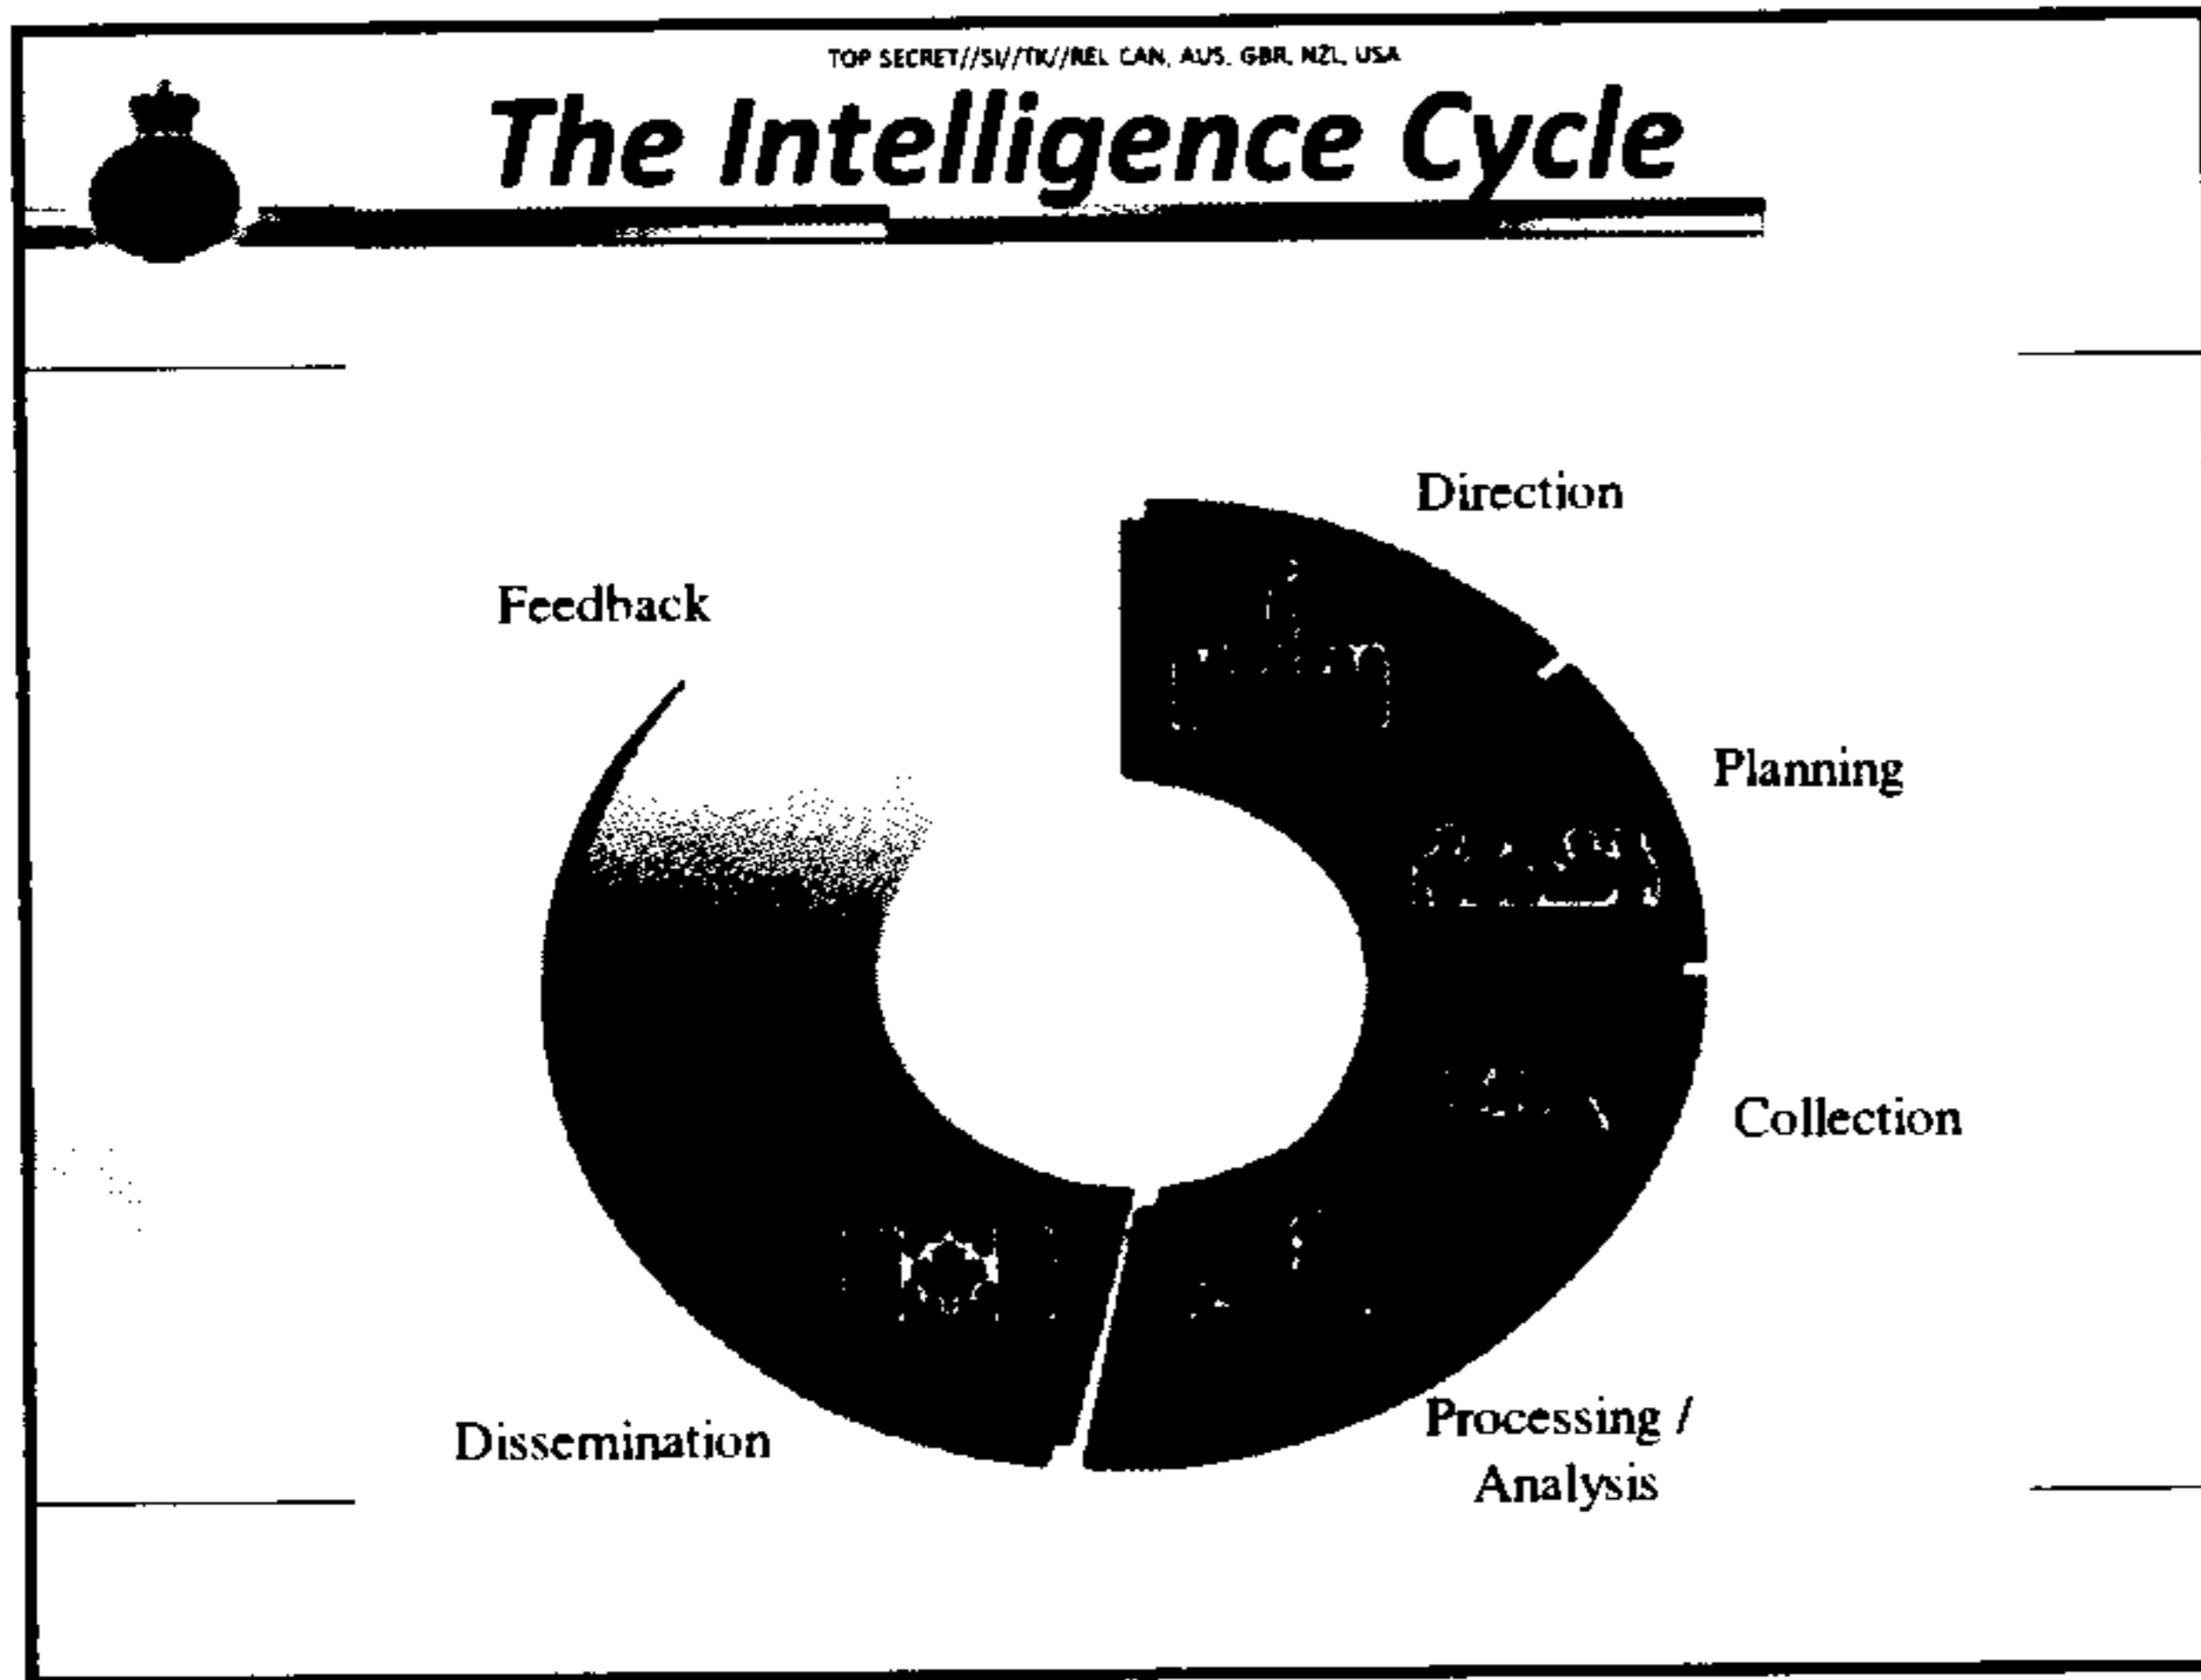 TOP SECRET//SI//TK//REL CAN, AUS, GBR, NZL, USA
The Intelligence Cycle
Direction
Feedback
Planning
Collection
Processing /
Analysis
Dissemination